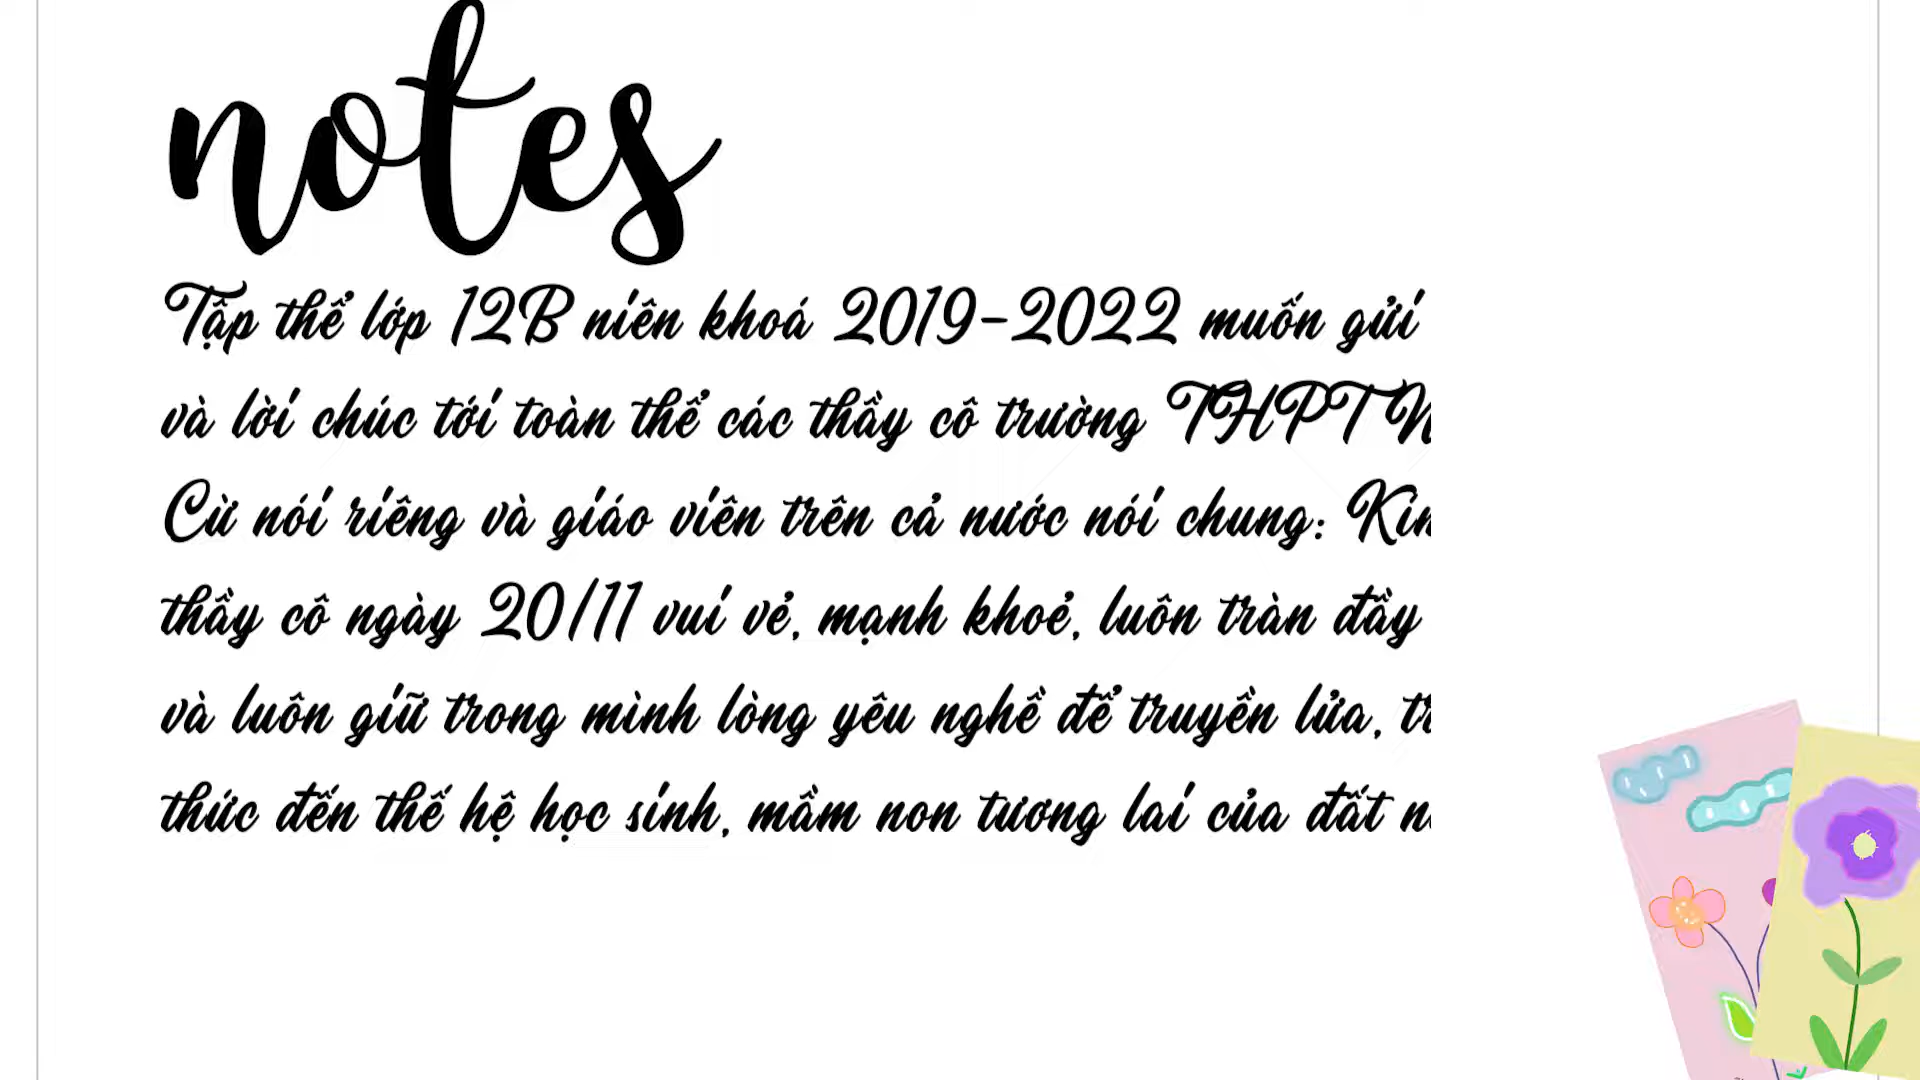 notes
Tập thể lớp 12B niên khoá 2019-2022 muốn gửi
và lời chúc tới toàn thể các thầy cô trường THPT
Cừ nói riêng và giáo viên trên cả nước nói chung:
thầy cô ngày 20/11 vui vẻ, mạnh khoẻ, luôn tràn đầy
và luôn giữ trong mình lòng yêu nghề để truyền lửa,
thức đến thế hệ học sinh, mầm non tương lai của đất